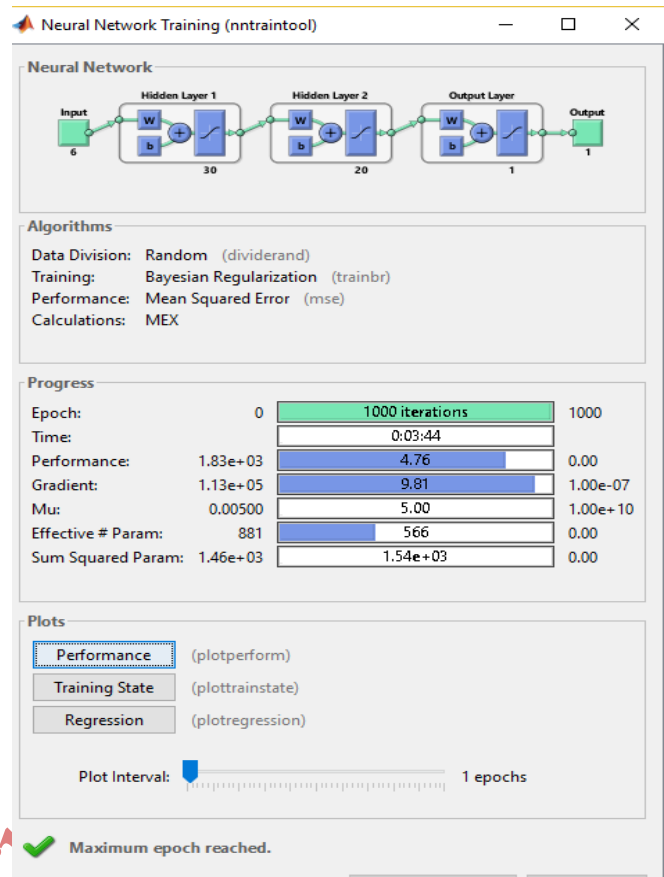 Neural Network Training (nntraintool)
Neural Network
Hidden Layer 1 Hidden Layer 2 Output Layer
Input Output
W W W
+ + +
b b b
6 30 20 1 1
Algorithms
Data Division: Random (dividerand)
Training: Bayesian Regularization (trainbr)
Performance: Mean Squared Error (mse)
Calculations: MEX
Progress
Epoch: 0 1000 iterations 1000
Time: 0:03:44
Performance: 1.83e+03 4.76 0.00
Gradient: 1.13e+05 9.81 1.00e-07
Mu: 0.00500 5.00 1.00e+10
Effective # Param: 881 566 0.00
Sum Squared Param: 1.46e+03 1.54e+03 0.00
Plots
Performance (plotperform)
Training State (plottrainstate)
Regression (plotregression)
Plot Interval: 1 epochs
Maximum epoch reached.